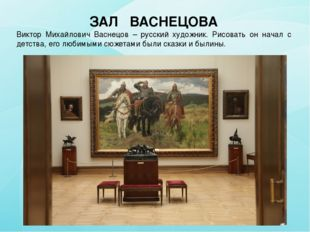 ЗАЛ ВАСНЕЦОВА
Виктор Михайлович Васнецов – русский художник. Рисовать он начал с
детства, его любимыми сюжетами были сказки и былины.